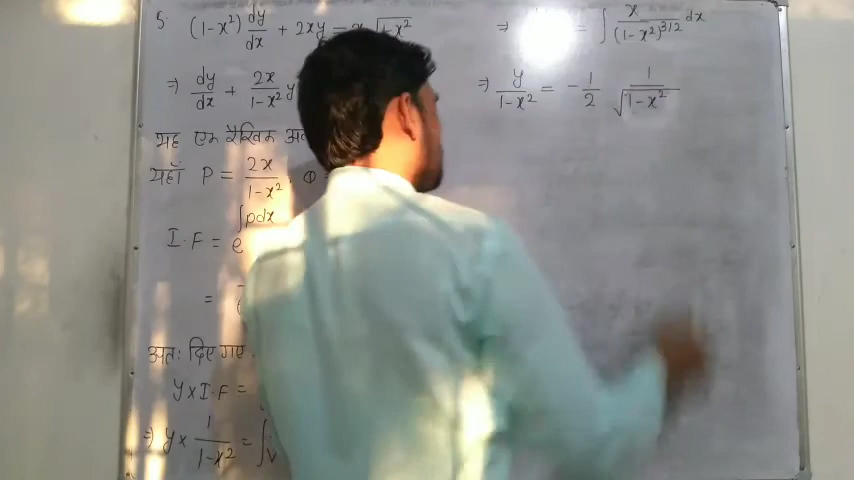 5. (1-x²) dy/dx + 2xy = x √1-x²
⇒ dy/dx + 2x/1-x² y
यह एक रैखिक अव
यहाँ P = 2x/1-x² , Q
I.F = e^∫pdx
=
अतः दिए गए
y×I.F =
⇒ y× 1/1-x² = ∫
⇒ = ∫ x/(1-x²)^3/2 dx
⇒ y/1-x² = -1/2 1/√1-x²